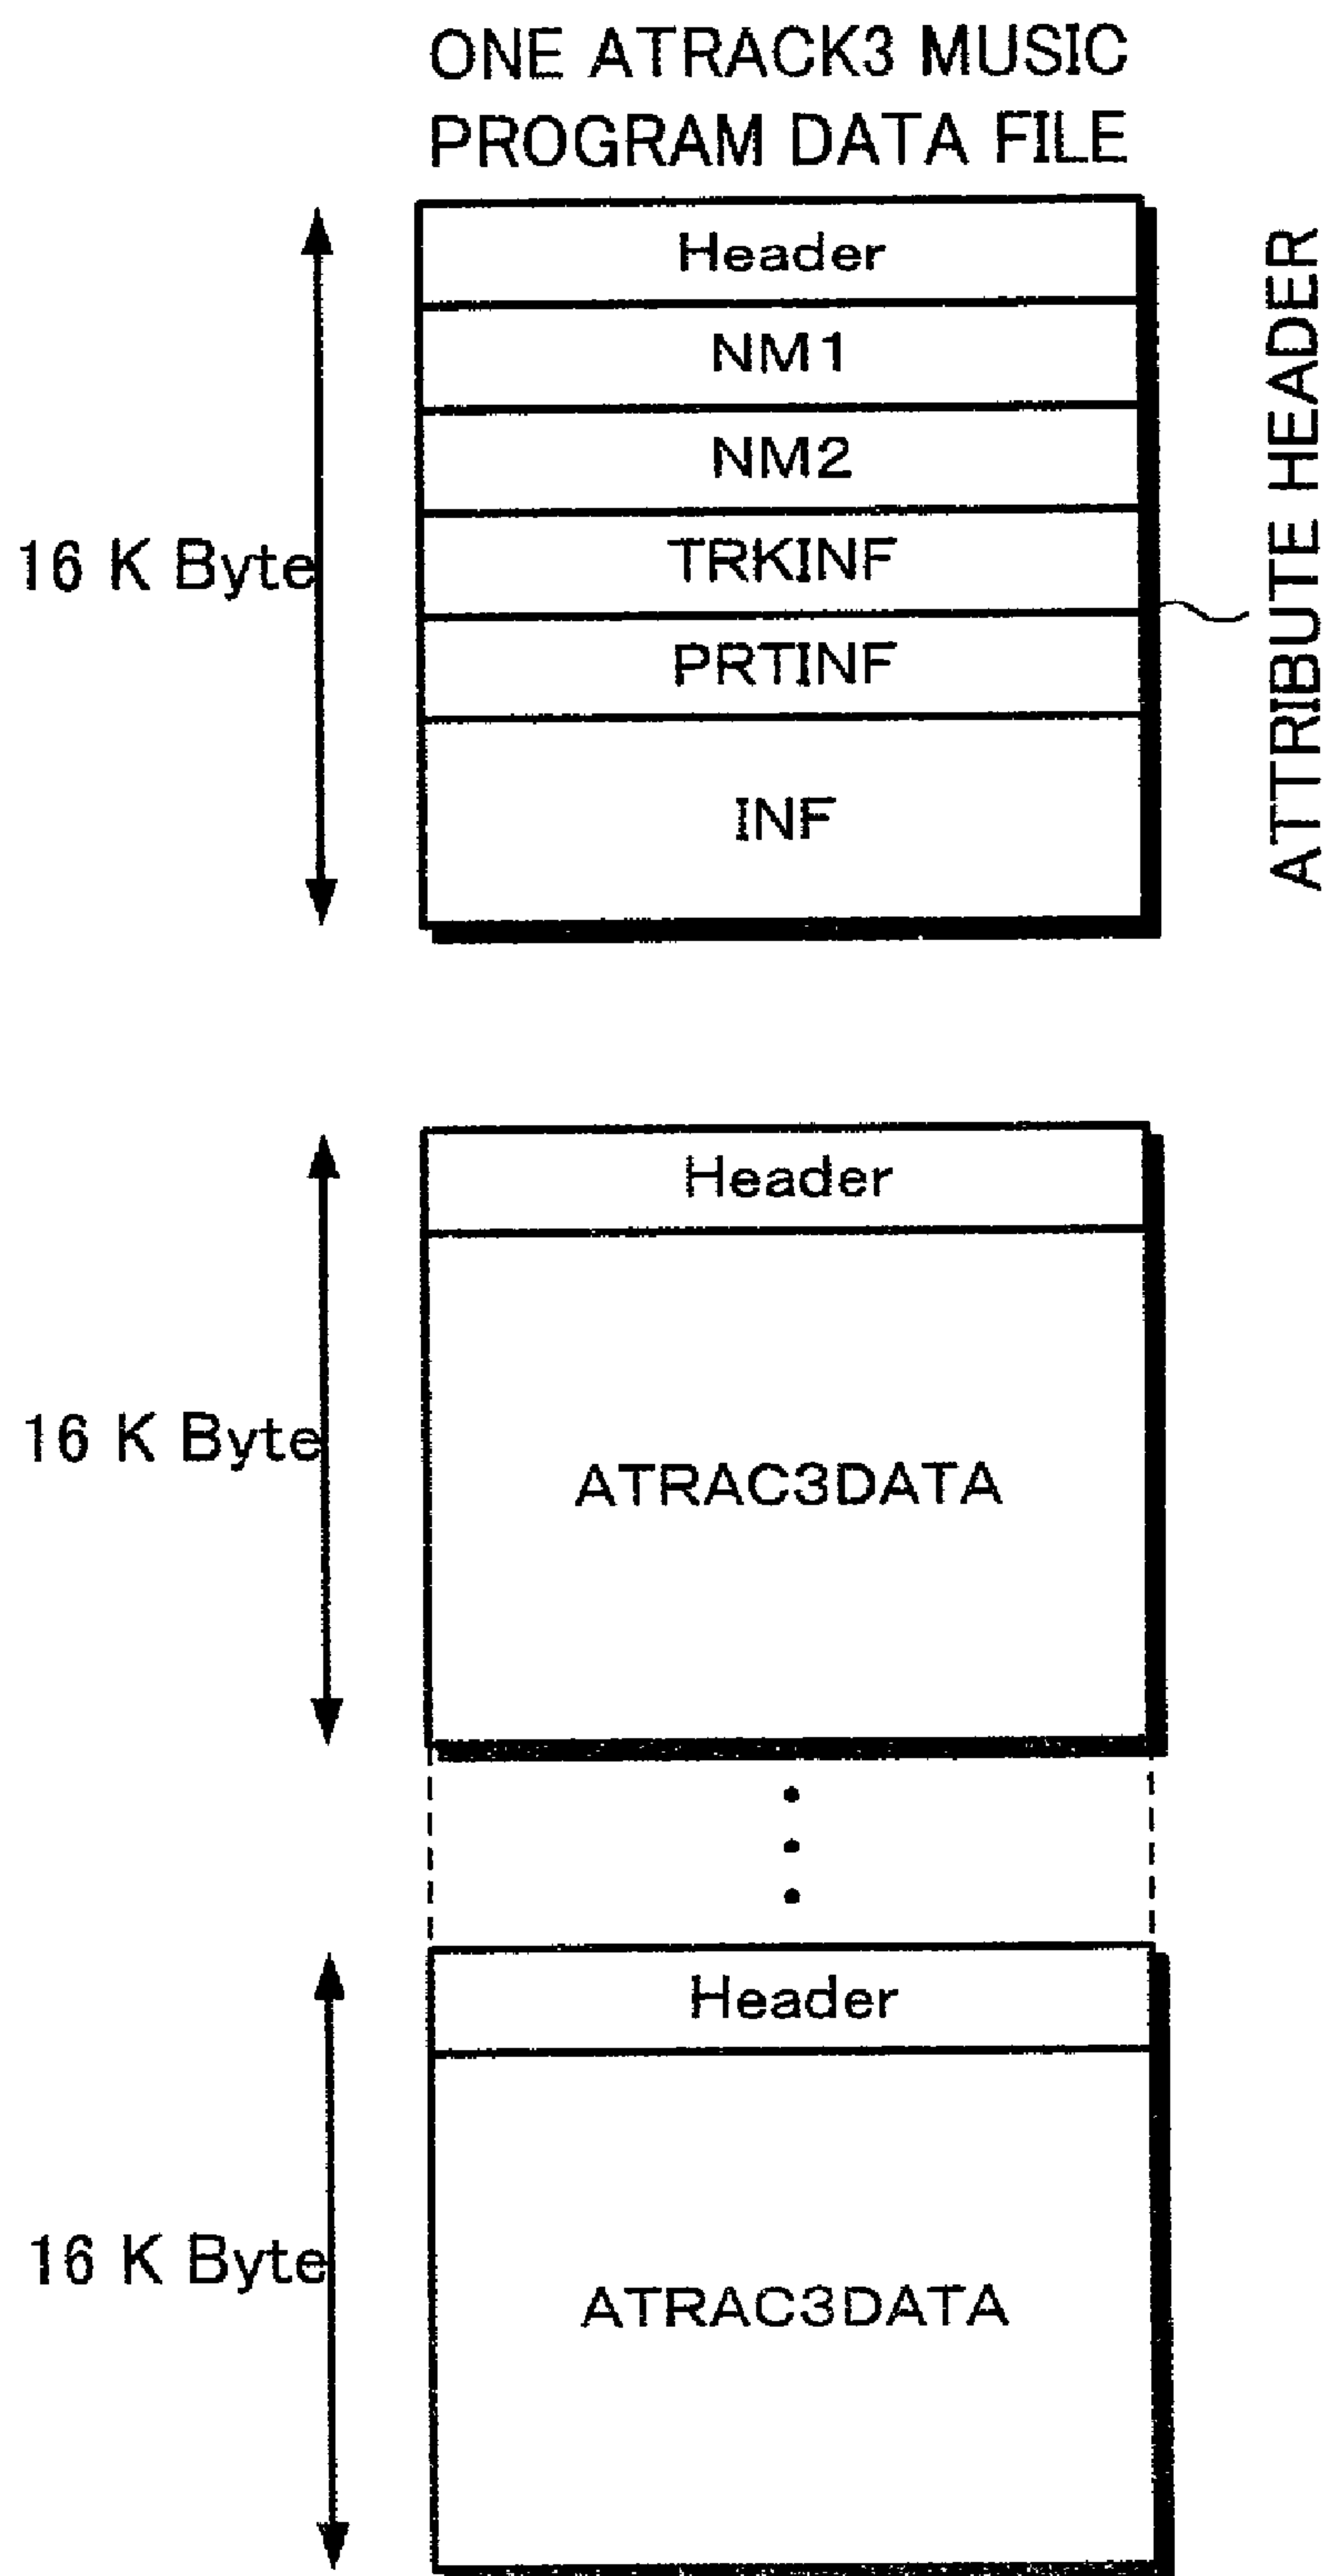 ONE ATRACK3 MUSIC
PROGRAM DATA FILE
Header
NM1
NM2
TRKINF
PRTINF
INF
16 K Byte
ATTRIBUTE HEADER
Header
ATRAC3DATA
16 K Byte
Header
ATRAC3DATA
16 K Byte